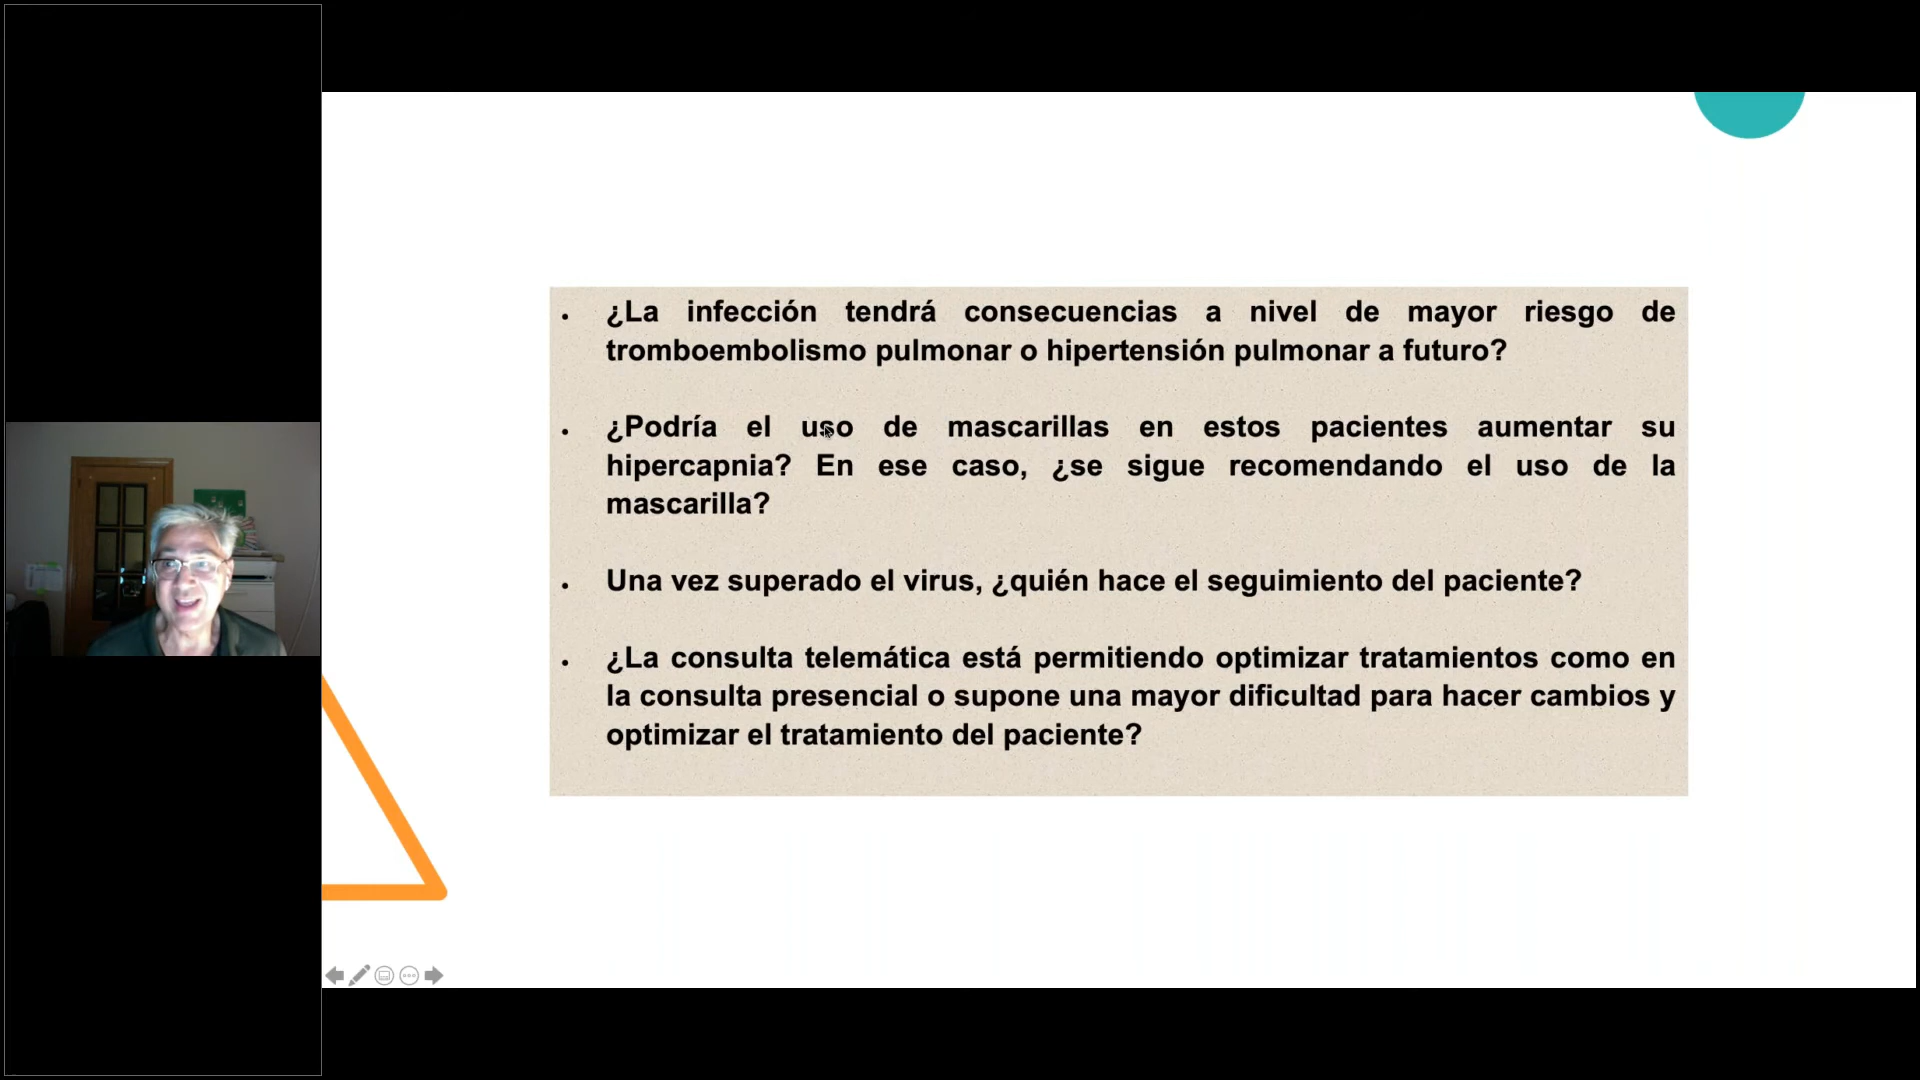 ¿La infección tendrá consecuencias a nivel de mayor riesgo de
tromboembolismo pulmonar o hipertensión pulmonar a futuro?
¿Podría el uso de mascarillas en estos pacientes aumentar su
hipercapnia? En ese caso, ¿se sigue recomendando el uso de la
mascarilla?
Una vez superado el virus, ¿quién hace el seguimiento del paciente?
¿La consulta telemática está permitiendo optimizar tratamientos como en
la consulta presencial o supone una mayor dificultad para hacer cambios y
optimizar el tratamiento del paciente?